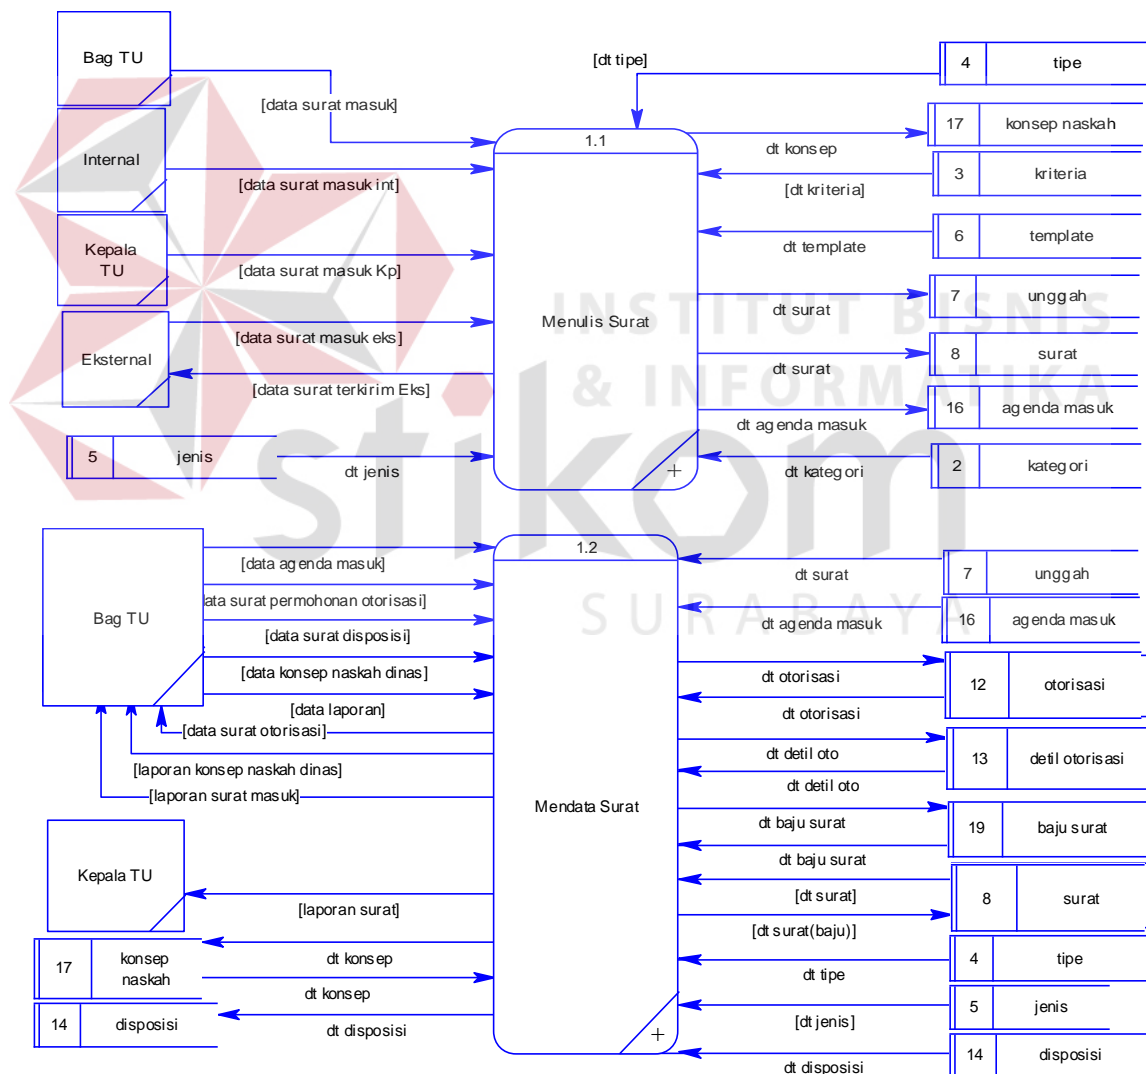 Bag TU
[data surat masuk]
Internal
[data surat masuk int]
Kepala
TU
[data surat masuk Kp]
Eksternal
[data surat masuk eks]
[data surat terkirim Eks]
5 jenis
dt jenis
[dt tipe]
1.1
Menulis Surat
+
4 tipe
17 konsep naskah
dt konsep
3 kriteria
[dt kriteria]
6 template
dt template
7 unggah
dt surat
8 surat
dt surat
16 agenda masuk
dt agenda masuk
2 kategori
dt kategori
INSTITUT BISNIS
& INFORMATIKA
stikom
SURABAYA
Bag TU
[data agenda masuk]
data surat permohonan otorisasi]
[data surat disposisi]
[data konsep naskah dinas]
[data laporan]
[data surat otorisasi]
[laporan konsep naskah dinas]
[laporan surat masuk]
Kepala TU
[laporan surat]
17 konsep
naskah
dt konsep
dt konsep
14 disposisi
dt disposisi
1.2
Mendata Surat
+
7 unggah
dt surat
16 agenda masuk
dt agenda masuk
12 otorisasi
dt otorisasi
dt otorisasi
13 detil otorisasi
dt detil oto
dt detil oto
19 baju surat
dt baju surat
dt baju surat
8 surat
[dt surat]
[dt surat(baju)]
4 tipe
dt tipe
5 jenis
[dt jenis]
14 disposisi
dt disposisi